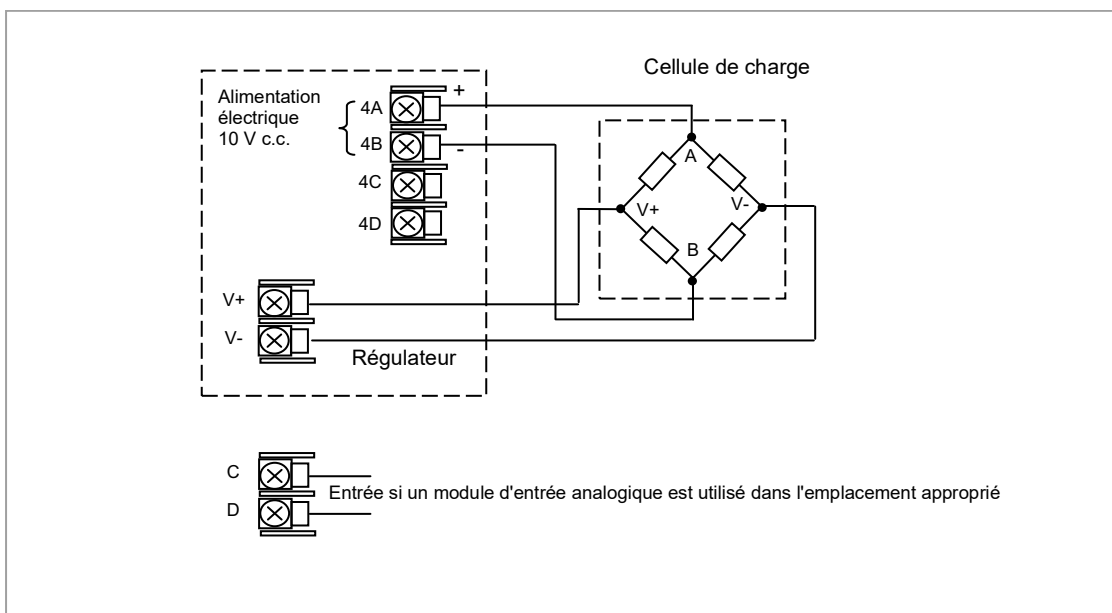 Cellule de charge
Alimentation
électrique
10 V c.c.
4A
+
4B
-
4C
4D
A
V+
V-
B
V+
V-
Régulateur
C
D
Entrée si un module d'entrée analogique est utilisé dans l'emplacement approprié